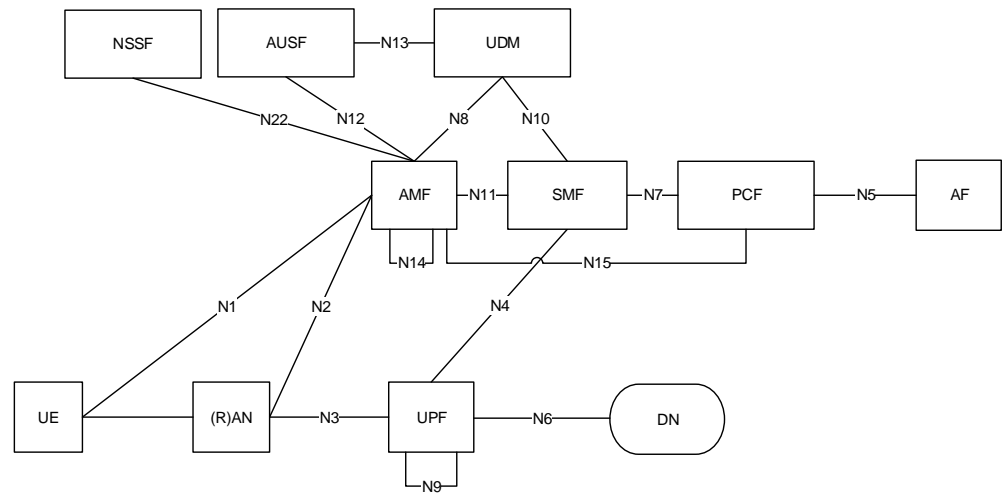 NSSF
AUSF
N13
UDM
N22
N12
N8
N10
AMF
N11
SMF
N7
PCF
N5
AF
N14
N15
N1
N2
N4
UE
(R)AN
N3
UPF
N6
DN
N9